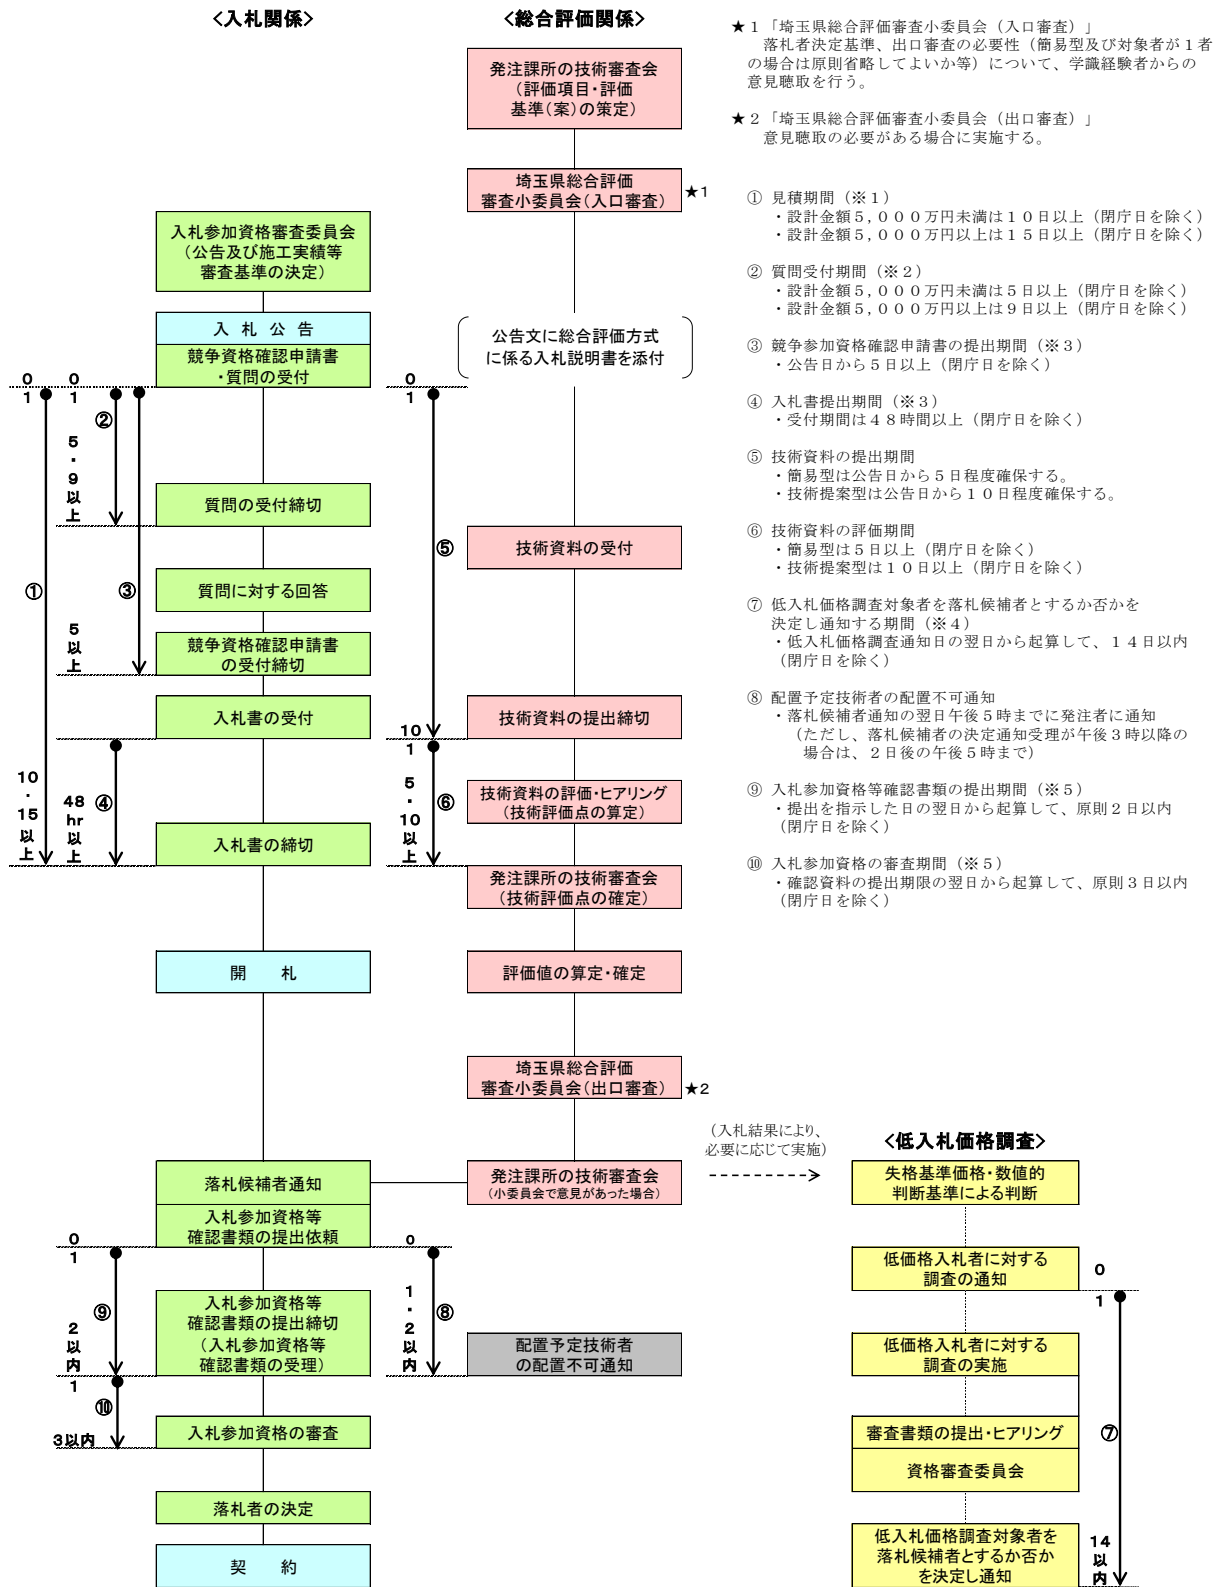 <入札関係>
<総合評価関係>
★１「埼玉県総合評価審査小委員会（入口審査）」
落札者決定基準、出口審査の必要性（簡易型及び対象者が１者
の場合は原則省略してよいか等）について、学識経験者からの
意見聴取を行う。
★２「埼玉県総合評価審査小委員会（出口審査）」
意見聴取の必要がある場合に実施する。
発注課所の技術審査会
（評価項目・評価
基準（案）の策定）
埼玉県総合評価
審査小委員会（入口審査）
★1
入札参加資格審査委員会
（公告及び施工実績等
審査基準の決定）
入 札 公 告
競争資格確認申請書
・質問の受付
公告文に総合評価方式
に係る入札説明書を添付
0
1
0
1
②
5
・
9
以
上
0
1
質問の受付締切
①
③
質問に対する回答
5
以
上
競争資格確認申請書
の受付締切
入札書の受付
⑤
技術資料の受付
10
技術資料の提出締切
10
・
15
以
上
48
hr
以
上
④
入札書の締切
1
5
・
10
以
上
⑥
技術資料の評価・ヒアリング
（技術評価点の算定）
発注課所の技術審査会
（技術評価点の確定）
開　札
評価値の算定・確定
埼玉県総合評価
審査小委員会（出口審査）
★2
落札候補者通知
発注課所の技術審査会
（小委員会で意見があった場合）
（入札結果により、
必要に応じて実施）
入札参加資格等
確認書類の提出依頼
0
1
⑨
2
以
内
入札参加資格等
確認書類の提出締切
（入札参加資格等
確認書類の受理）
0
1
・
2
以
内
⑧
配置予定技術者
の配置不可通知
1
⑩
3以内
入札参加資格の審査
落札者の決定
契　約
① 見積期間（※１）
・設計金額５，０００万円未満は１０日以上（閉庁日を除く）
・設計金額５，０００万円以上は１５日以上（閉庁日を除く）
② 質問受付期間（※２）
・設計金額５，０００万円未満は５日以上（閉庁日を除く）
・設計金額５，０００万円以上は９日以上（閉庁日を除く）
③ 競争参加資格確認申請書の提出期間（※３）
・公告日から５日以上（閉庁日を除く）
④ 入札書提出期間（※３）
・受付期間は４８時間以上（閉庁日を除く）
⑤ 技術資料の提出期間
・簡易型は公告日から５日程度確保する。
・技術提案型は公告日から１０日程度確保する。
⑥ 技術資料の評価期間
・簡易型は５日以上（閉庁日を除く）
・技術提案型は１０日以上（閉庁日を除く）
⑦ 低入札価格調査対象者を落札候補者とするか否かを
決定し通知する期間（※４）
・低入札価格調査通知日の翌日から起算して、１４日以内
（閉庁日を除く）
⑧ 配置予定技術者の配置不可通知
・落札候補者通知の翌日午後５時までに発注者に通知
（ただし、落札候補者の決定通知受理が午後３時以降の
場合は、２日後の午後５時まで）
⑨ 入札参加資格等確認書類の提出期間（※５）
・提出を指示した日の翌日から起算して、原則２日以内
（閉庁日を除く）
⑩ 入札参加資格の審査期間（※５）
・確認資料の提出期限の翌日から起算して、原則３日以内
（閉庁日を除く）
<低入札価格調査>
失格基準価格・数値的
判断基準による判断
低価格入札者に対する
調査の通知
0
1
低価格入札者に対する
調査の実施
審査書類の提出・ヒアリング
⑦
資格審査委員会
低入札価格調査対象者を
落札候補者とするか否か
を決定し通知
14
以
内